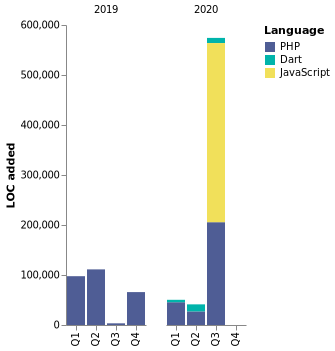 2019
2020
Language
PHP
Dart
JavaScript
LOC added
600,000
500,000
400,000
300,000
200,000
100,000
0
Q1
Q2
Q3
Q4
Q1
Q2
Q3
Q4